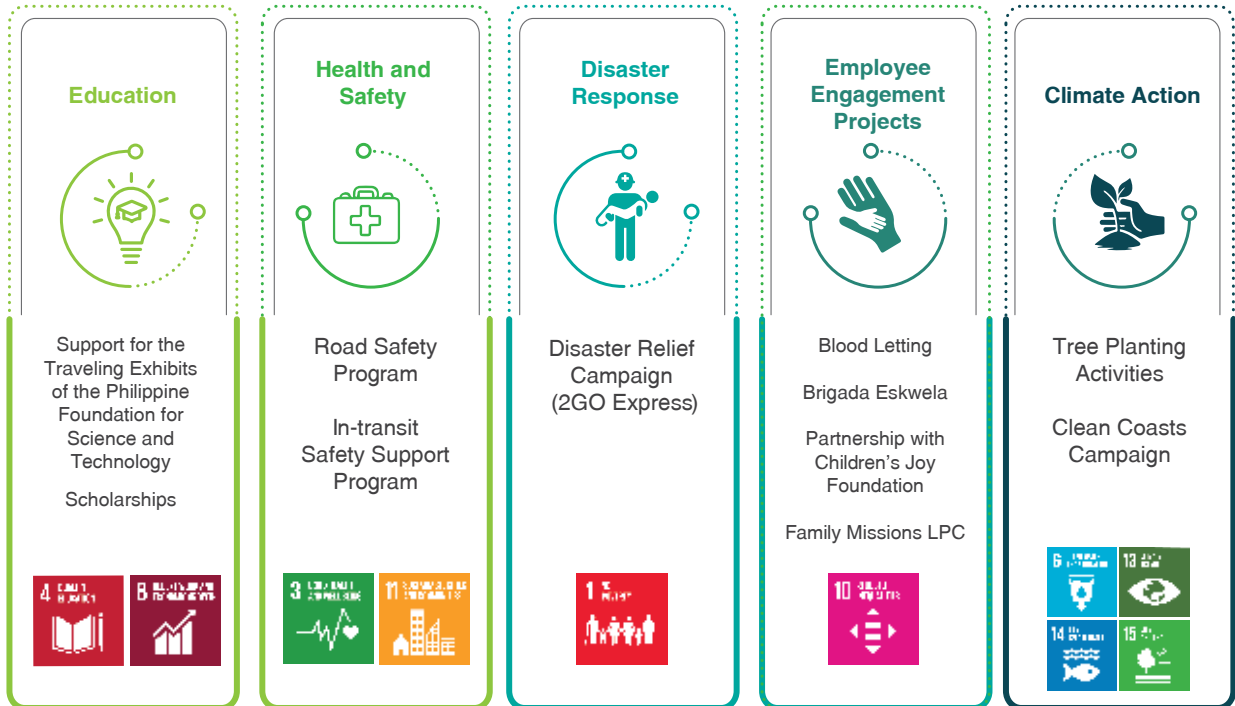 Education
Support for the
Traveling Exhibits
of the Philippine
Foundation for
Science and
Technology
Scholarships
4
8
Health and
Safety
Road Safety
Program
In-transit
Safety Support
Program
3
11
Disaster
Response
Disaster Relief
Campaign
(2GO Express)
1
Employee
Engagement
Projects
Blood Letting
Brigada Eskwela
Partnership with
Children’s Joy
Foundation
Family Missions LPC
10
Climate Action
Tree Planting
Activities
Clean Coasts
Campaign
6
13
14
15